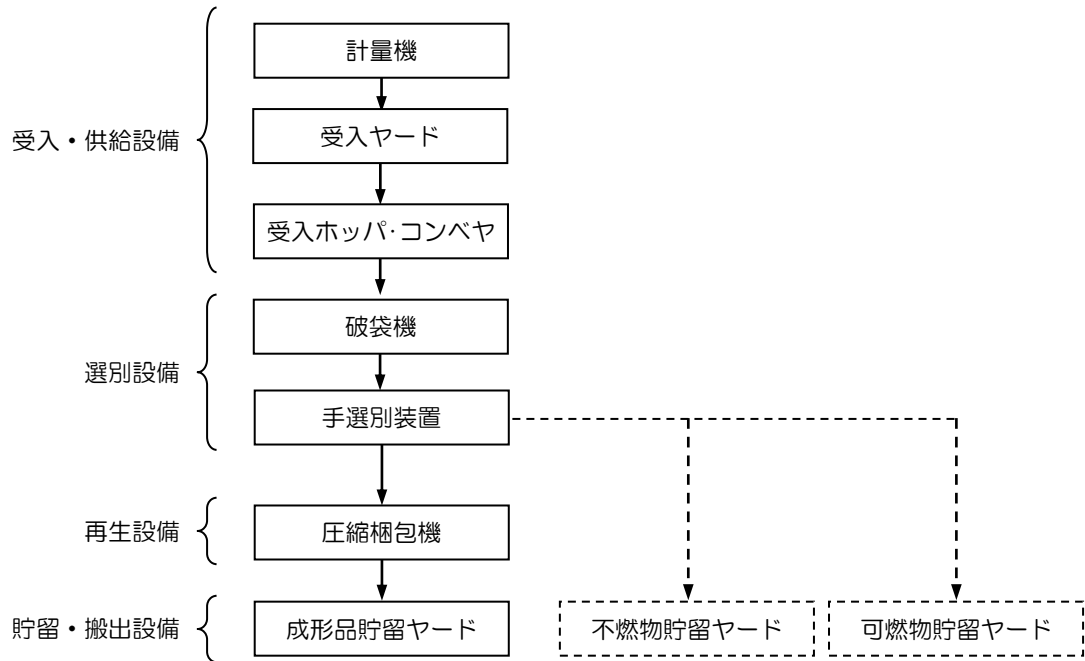 計量機
受入・供給設備
受入ヤード
受入ホッパ・コンベヤ
破袋機
選別設備
手選別装置
再生設備
圧縮梱包機
貯留・搬出設備
成形品貯留ヤード
不燃物貯留ヤード
可燃物貯留ヤード